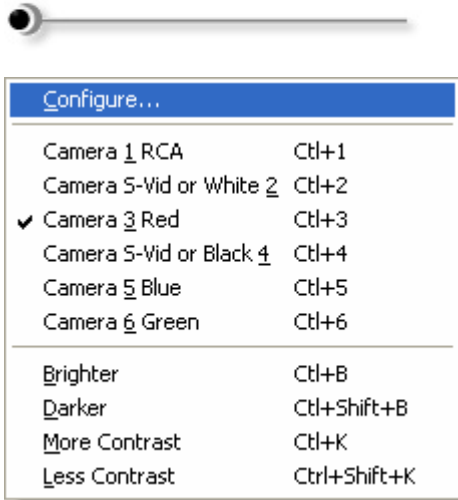 Configure...
Camera 1 RCA Ctl+1
Camera S-Vid or White 2 Ctl+2
Camera 3 Red Ctl+3
Camera S-Vid or Black 4 Ctl+4
Camera 5 Blue Ctl+5
Camera 6 Green Ctl+6
Brighter Ctl+B
Darker Ctl+Shift+B
More Contrast Ctl+K
Less Contrast Ctrl+Shift+K